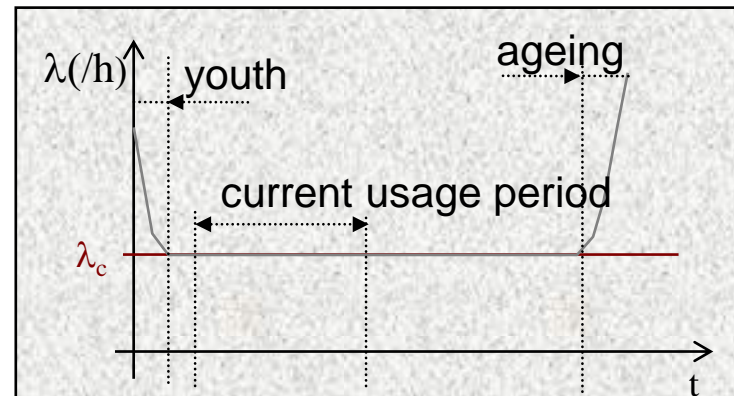 λ(/h)
youth
ageing
current usage period
λc
t